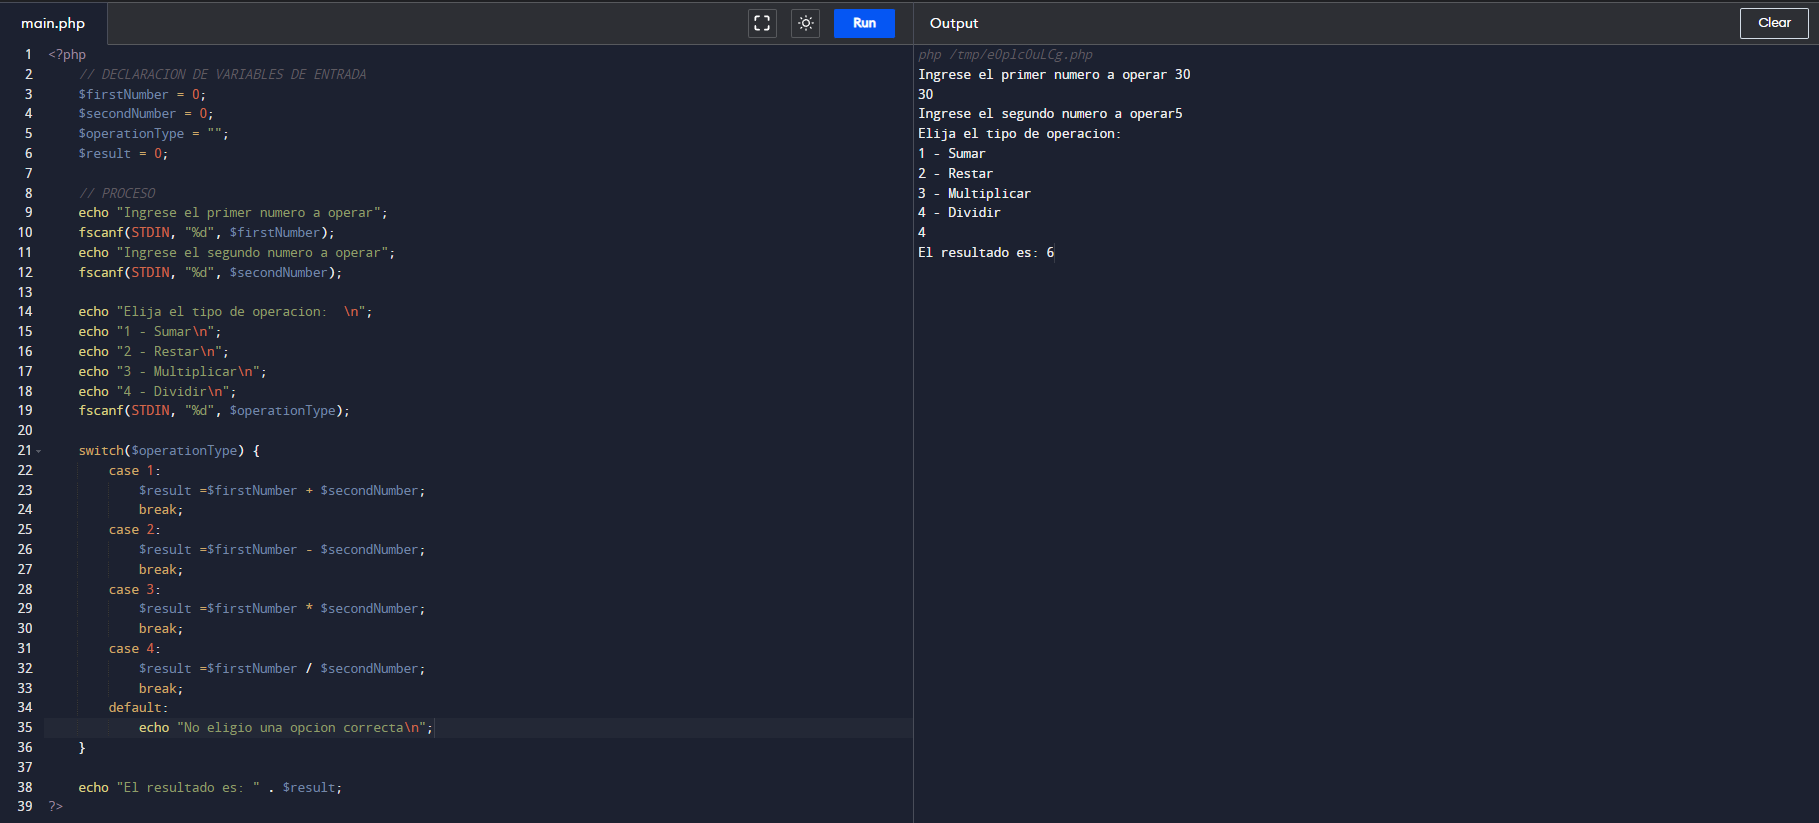 main.php
Run
Output
Clear
1 <?php
2 // DECLARACION DE VARIABLES DE ENTRADA
3 $firstNumber = 0;
4 $secondNumber = 0;
5 $operationType = "";
6 $result = 0;
7
8 // PROCESO
9 echo "Ingrese el primer numero a operar";
10 fscanf(STDIN, "%d", $firstNumber);
11 echo "Ingrese el segundo numero a operar";
12 fscanf(STDIN, "%d", $secondNumber);
13
14 echo "Elija el tipo de operacion:  \n";
15 echo "1 - Sumar\n";
16 echo "2 - Restar\n";
17 echo "3 - Multiplicar\n";
18 echo "4 - Dividir\n";
19 fscanf(STDIN, "%d", $operationType);
20
21 switch($operationType) {
22 case 1:
23 $result =$firstNumber + $secondNumber;
24 break;
25 case 2:
26 $result =$firstNumber - $secondNumber;
27 break;
28 case 3:
29 $result =$firstNumber * $secondNumber;
30 break;
31 case 4:
32 $result =$firstNumber / $secondNumber;
33 break;
34 default:
35 echo "No eligio una opcion correcta\n";
36 }
37
38 echo "El resultado es: " . $result;
39 ?>
php /tmp/eOplcOuLCg.php
Ingrese el primer numero a operar 30
30
Ingrese el segundo numero a operar5
Elija el tipo de operacion:
1 - Sumar
2 - Restar
3 - Multiplicar
4 - Dividir
4
El resultado es: 6